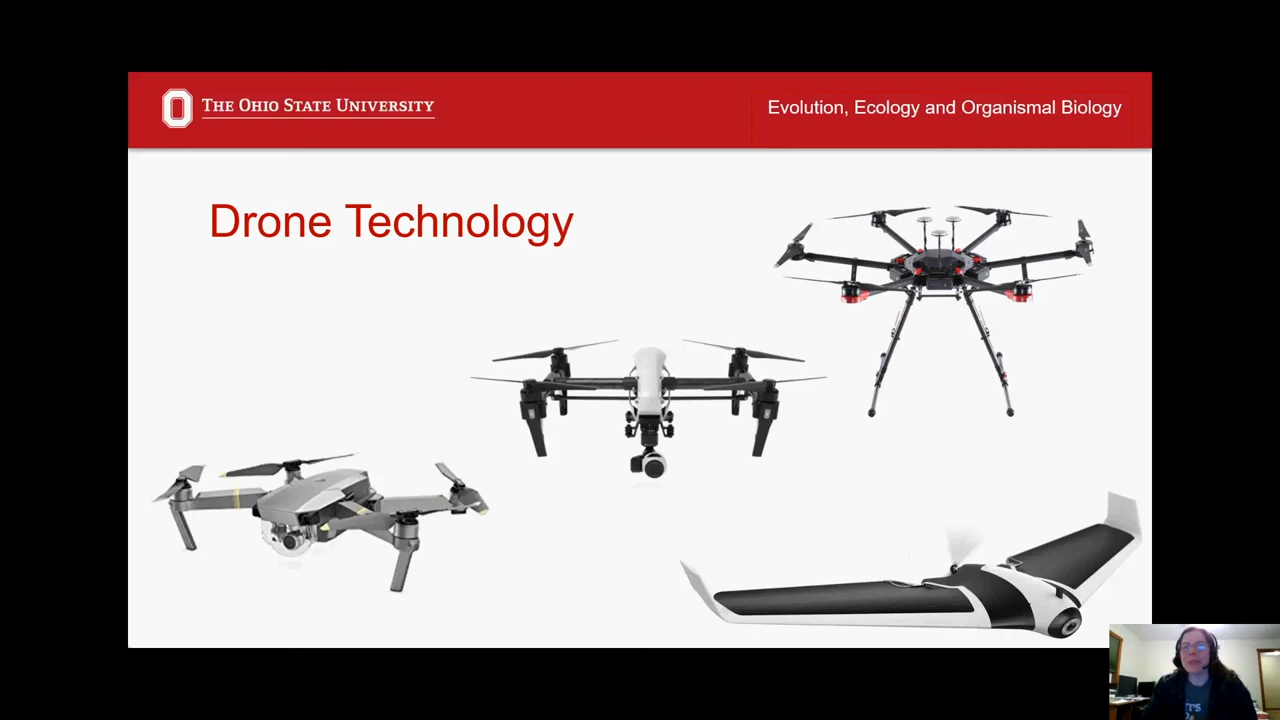 THE OHIO STATE UNIVERSITY
Evolution, Ecology and Organismal Biology
Drone Technology